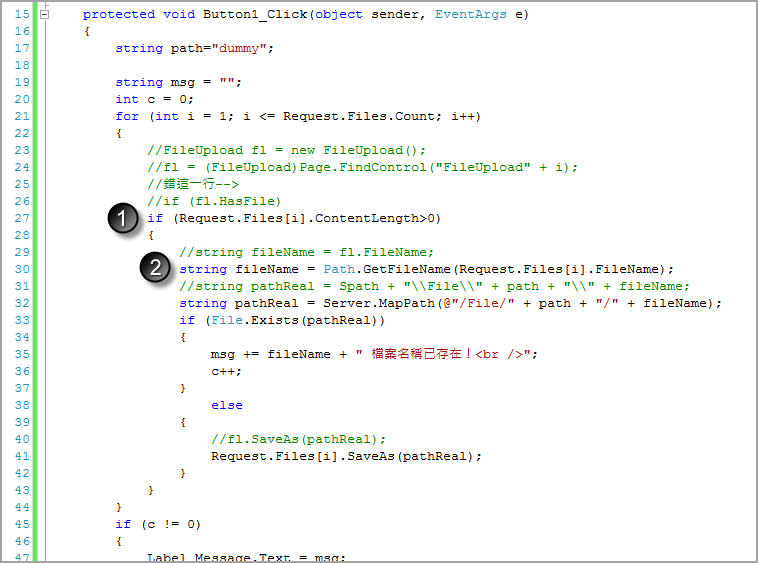 15 protected void Button1_Click(object sender, EventArgs e)
16 {
17 string path="dummy";
18
19 string msg = "";
20 int c = 0;
21 for (int i = 1; i <= Request.Files.Count; i++)
22 {
23 //FileUpload fl = new FileUpload();
24 //fl = (FileUpload)Page.FindControl("FileUpload" + i);
25 //錯這一行-->
26 //if (fl.HasFile)
27 1 if (Request.Files[i].ContentLength>0)
28 {
29 //string fileName = fl.FileName;
30 2 string fileName = Path.GetFileName(Request.Files[i].FileName);
31 //string pathReal = Spath + "\\File\\" + path + "\\" + fileName;
32 string pathReal = Server.MapPath(@"/File/" + path + "/" + fileName);
33 if (File.Exists(pathReal))
34 {
35 msg += fileName + " 檔案名稱已存在!<br />";
36 c++;
37 }
38 else
39 {
40 //fl.SaveAs(pathReal);
41 Request.Files[i].SaveAs(pathReal);
42 }
43 }
44 }
45 if (c != 0)
46 {
47 Label_Message.Text = msg;